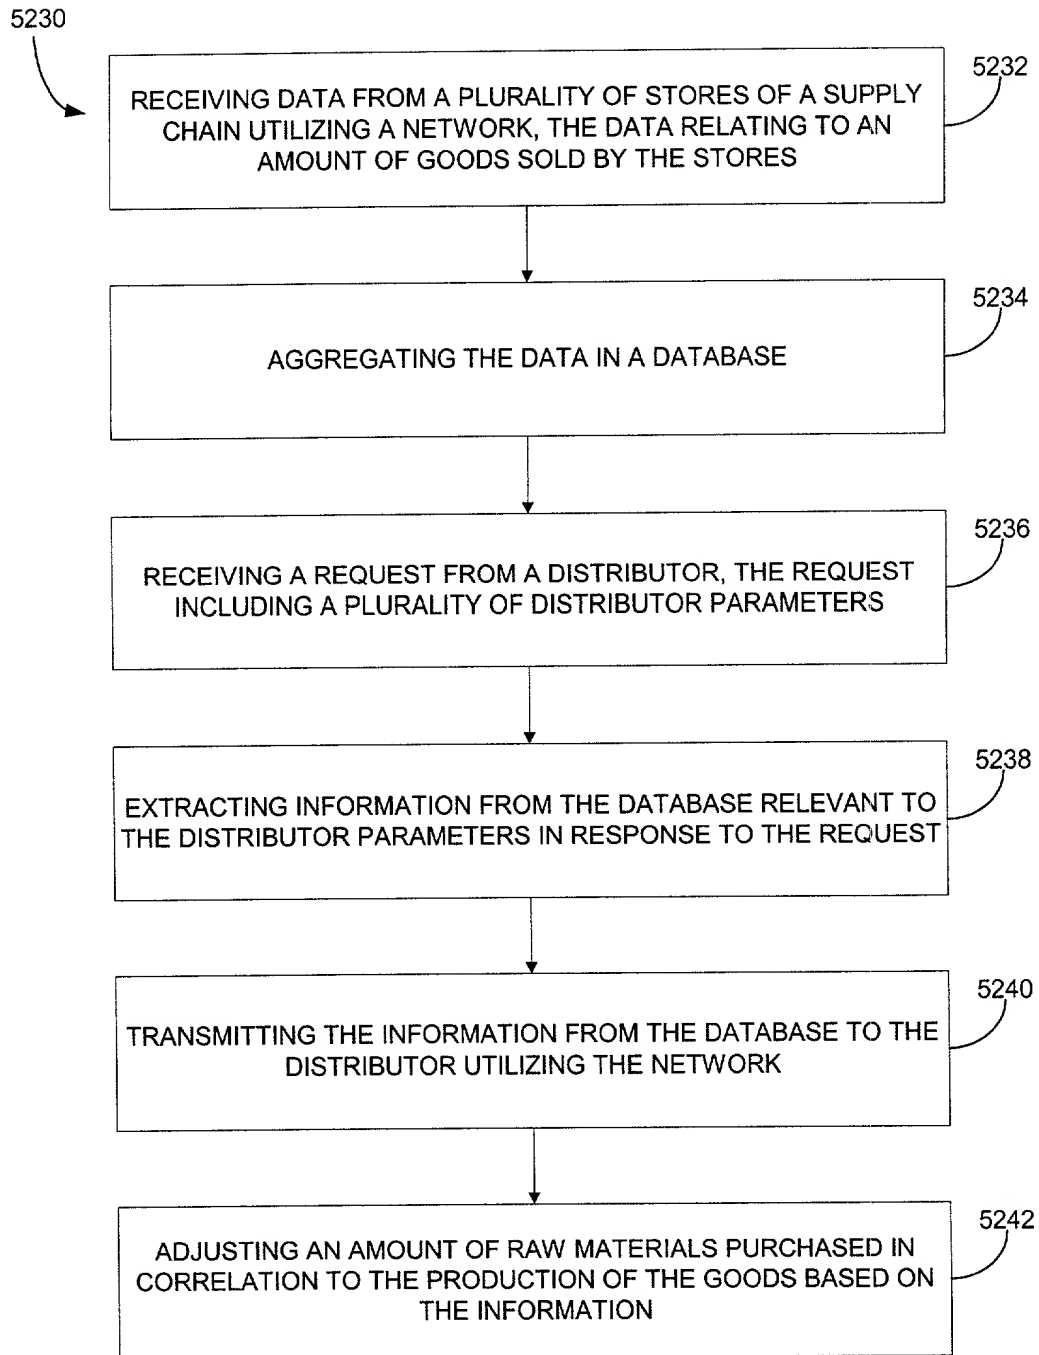 5230
5232
RECEIVING DATA FROM A PLURALITY OF STORES OF A SUPPLY
CHAIN UTILIZING A NETWORK, THE DATA RELATING TO AN
AMOUNT OF GOODS SOLD BY THE STORES
5234
AGGREGATING THE DATA IN A DATABASE
5236
RECEIVING A REQUEST FROM A DISTRIBUTOR, THE REQUEST
INCLUDING A PLURALITY OF DISTRIBUTOR PARAMETERS
5238
EXTRACTING INFORMATION FROM THE DATABASE RELEVANT TO
THE DISTRIBUTOR PARAMETERS IN RESPONSE TO THE REQUEST
5240
TRANSMITTING THE INFORMATION FROM THE DATABASE TO THE
DISTRIBUTOR UTILIZING THE NETWORK
5242
ADJUSTING AN AMOUNT OF RAW MATERIALS PURCHASED IN
CORRELATION TO THE PRODUCTION OF THE GOODS BASED ON
THE INFORMATION